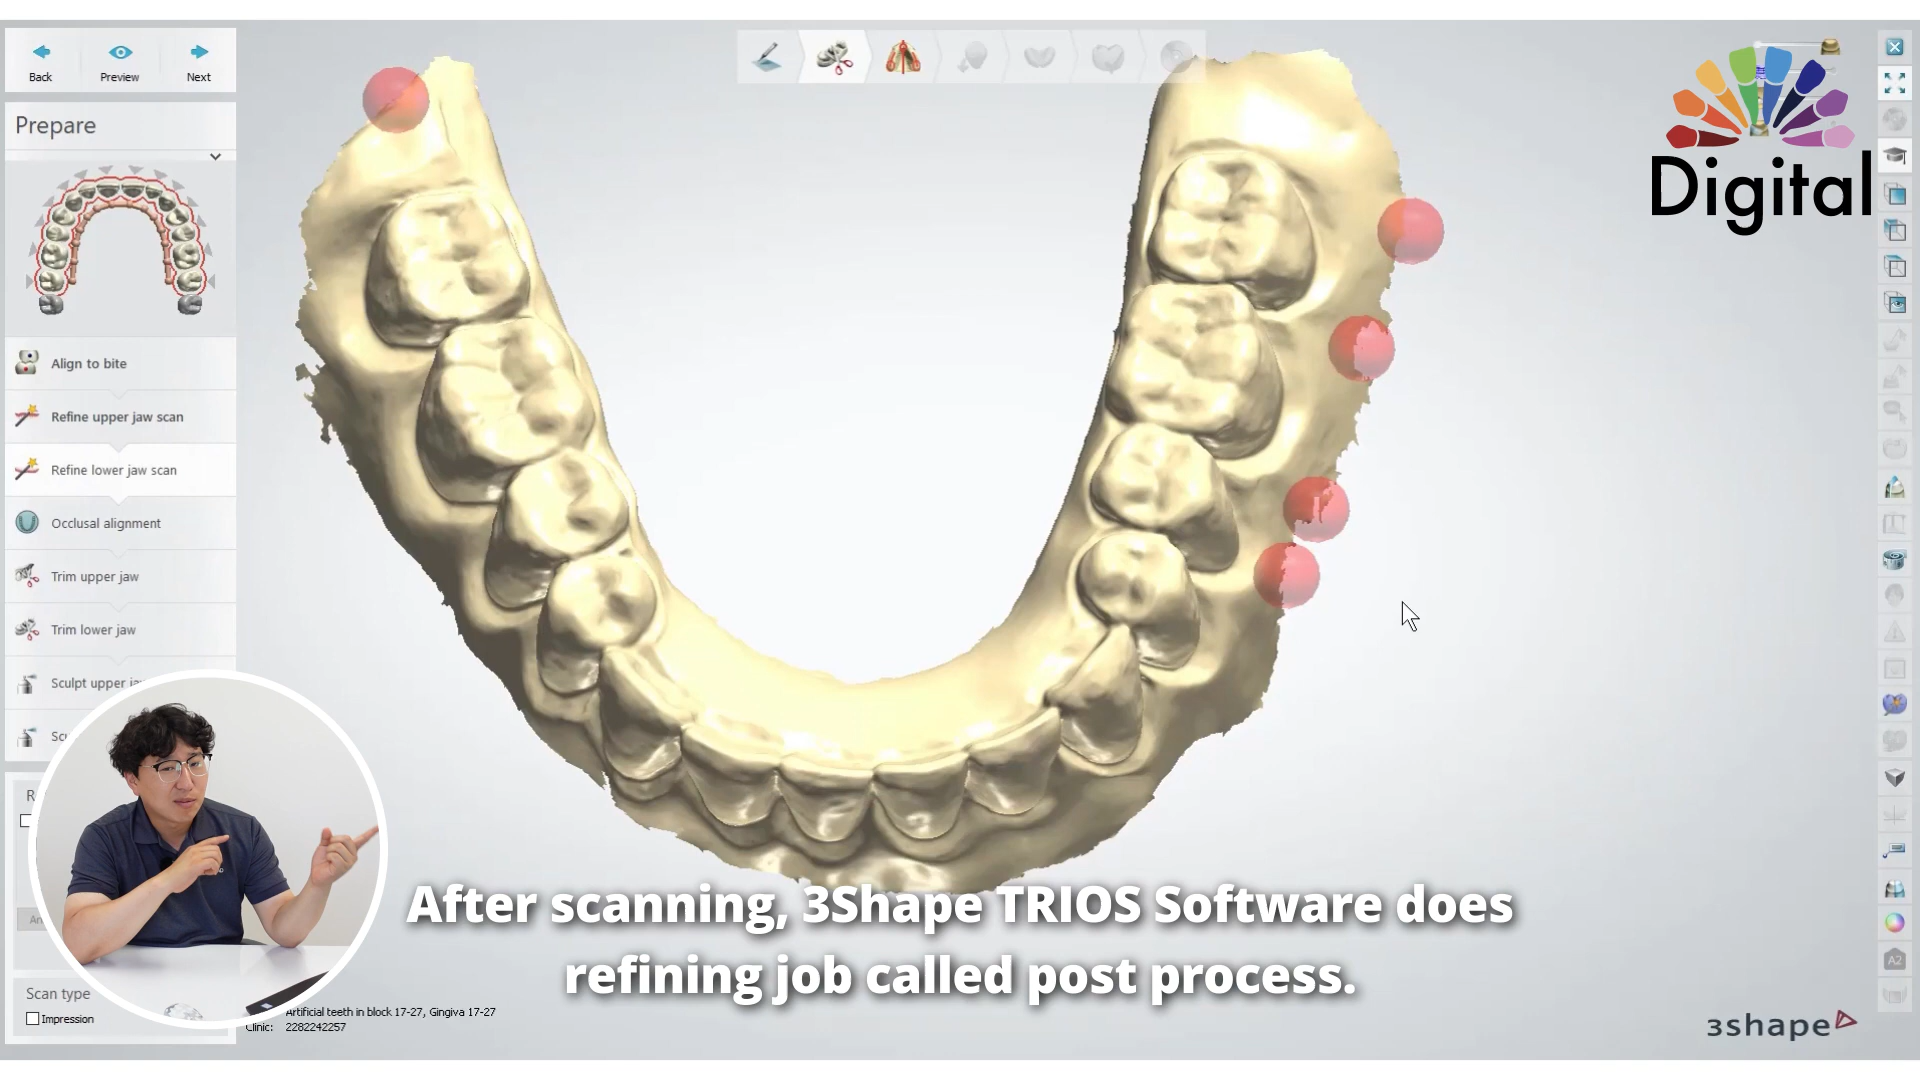 Back
Preview
Next
Prepare
Align to bite
Refine upper jaw scan
Refine lower jaw scan
Occlusal alignment
Trim upper jaw
Trim lower jaw
Sculpt upper
Scan type
Impression
Digital
A2
After scanning, 3Shape TRIOS Software does
refining job called post process.
Artificial teeth in block 17-27, Gingiva 17-27
Clinic: 2282242257
3shape